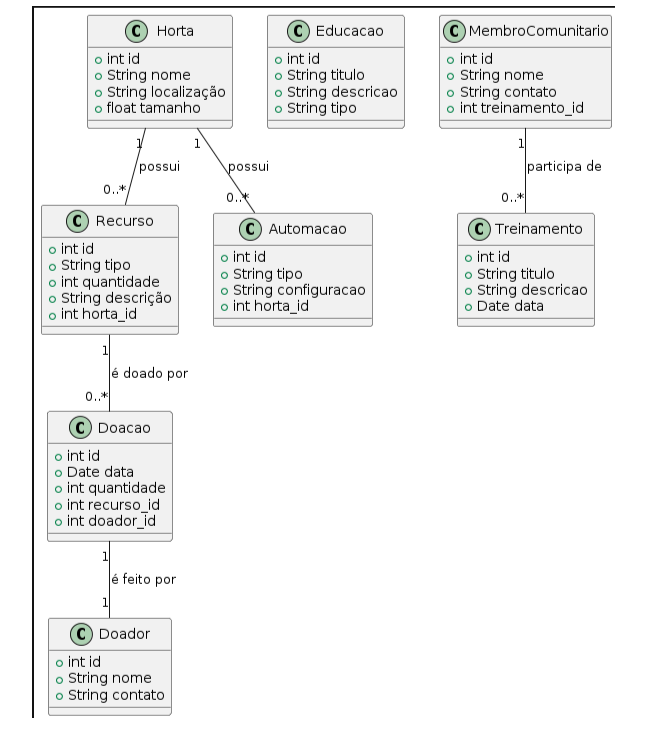 C Horta
int id
String nome
String localização
float tamanho
C Educacao
int id
String titulo
String descricao
String tipo
C MembroComunitario
int id
String nome
String contato
int treinamento_id
1
possui
0..*
1
possui
0..*
1
participa de
0..*
C Recurso
int id
String tipo
int quantidade
String descrição
int horta_id
C Automacao
int id
String tipo
String configuracao
int horta_id
C Treinamento
int id
String titulo
String descricao
Date data
1
é doado por
0..*
C Doacao
int id
Date data
int quantidade
int recurso_id
int doador_id
1
é feito por
1
C Doador
int id
String nome
String contato